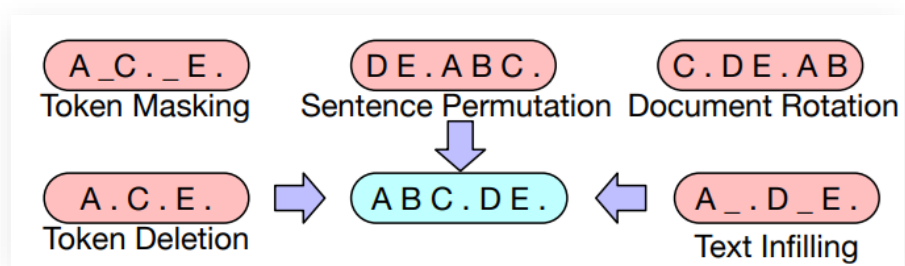 A _ C . _ E .
D E . A B C .
C . D E . A B
Token Masking
Sentence Permutation
Document Rotation
A . C . E .
A B C . D E .
A _ . D _ E .
Token Deletion
Text Infilling